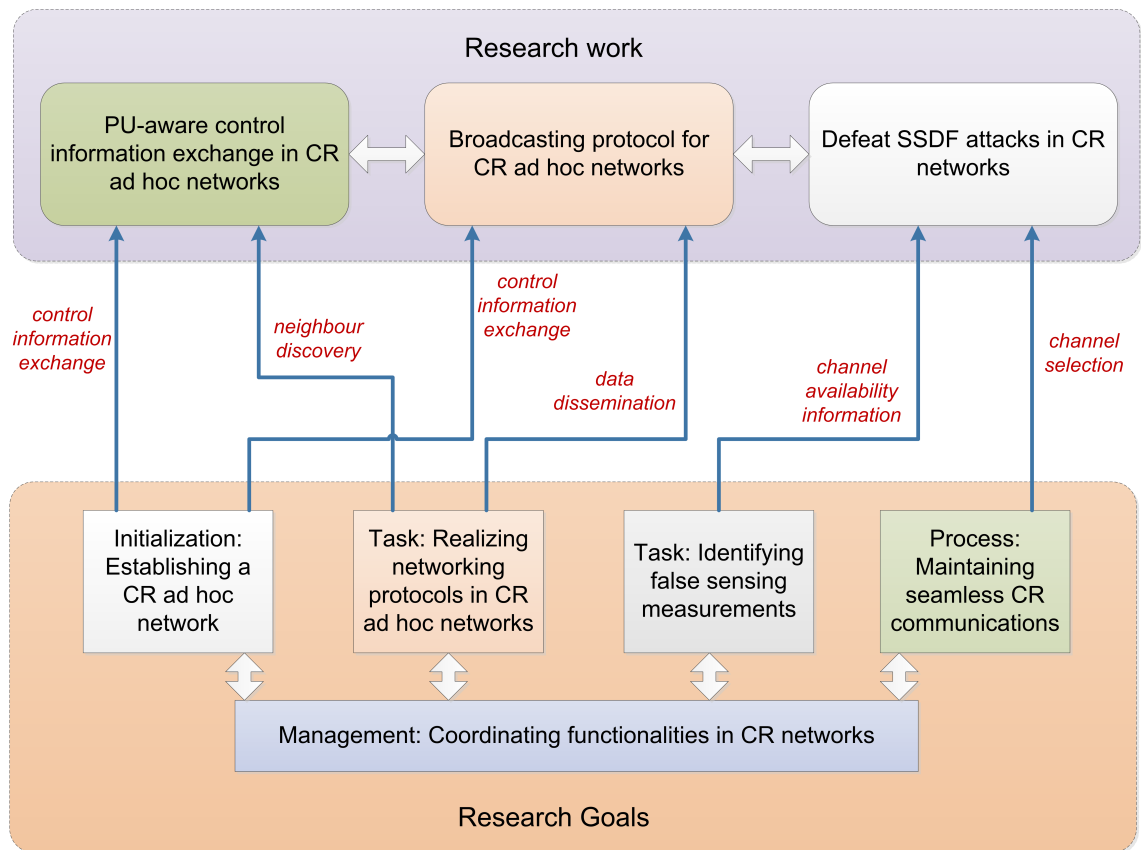 Research work
PU-aware control
information exchange in CR
ad hoc networks
Broadcasting protocol for
CR ad hoc networks
Defeat SSDF attacks in CR
networks
control
information
exchange
neighbour
discovery
control
information
exchange
data
dissemination
channel
availability
information
channel
selection
Initialization:
Establishing a
CR ad hoc
network
Task: Realizing
networking
protocols in CR
ad hoc networks
Task: Identifying
false sensing
measurements
Process:
Maintaining
seamless CR
communications
Management: Coordinating functionalities in CR networks
Research Goals